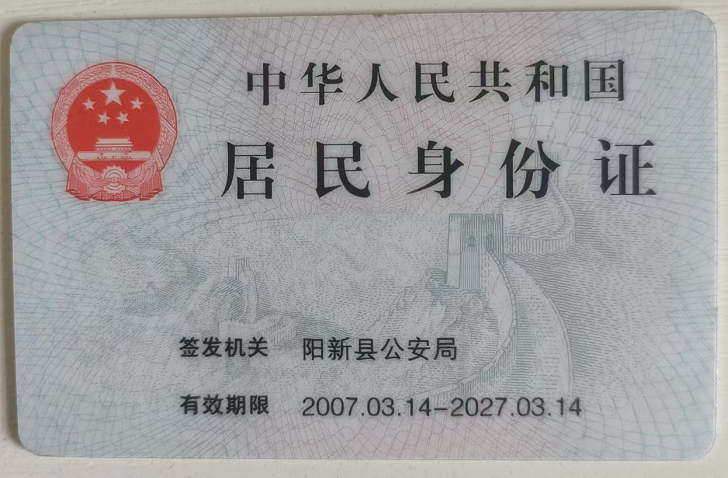 中华人民共和国
居民身份证
签发机关 阳新县公安局
有效期限 2007.03.14-2027.03.14